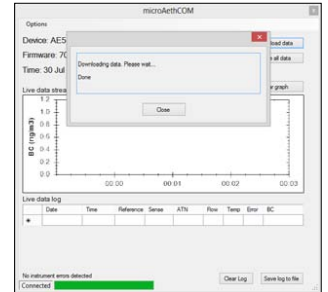 microAethCOM
Options
Device: AE5
Firmware: 70
Time: 30 Jul
Downloading data. Please wait...
Done
Close
load data
all data
graph
Live data strea
BC (ng/m3)
1.2
1.0
0.8
0.6
0.4
0.2
0.0
00:00 00:01 00:02 00:03
Live data log
Date Time Reference Sense ATN Flow Temp Error BC
No instrument errors detected
Connected
Clear Log Save log to file